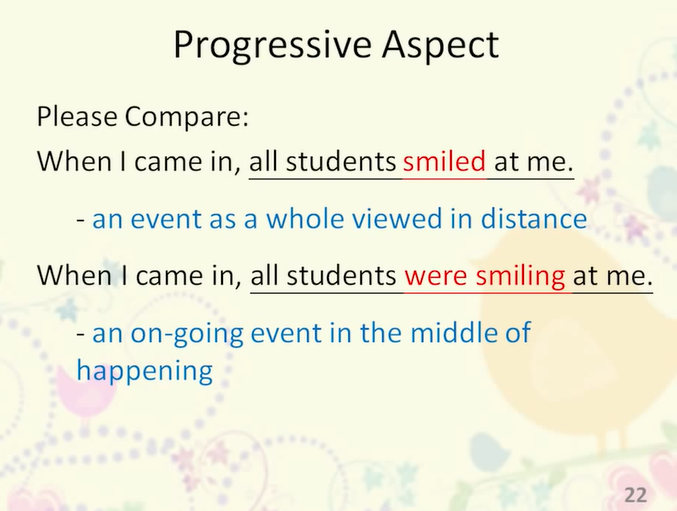 Progressive Aspect
Please Compare:
When I came in, all students smiled at me.
- an event as a whole viewed in distance
When I came in, all students were smiling at me.
- an on-going event in the middle of
happening
22